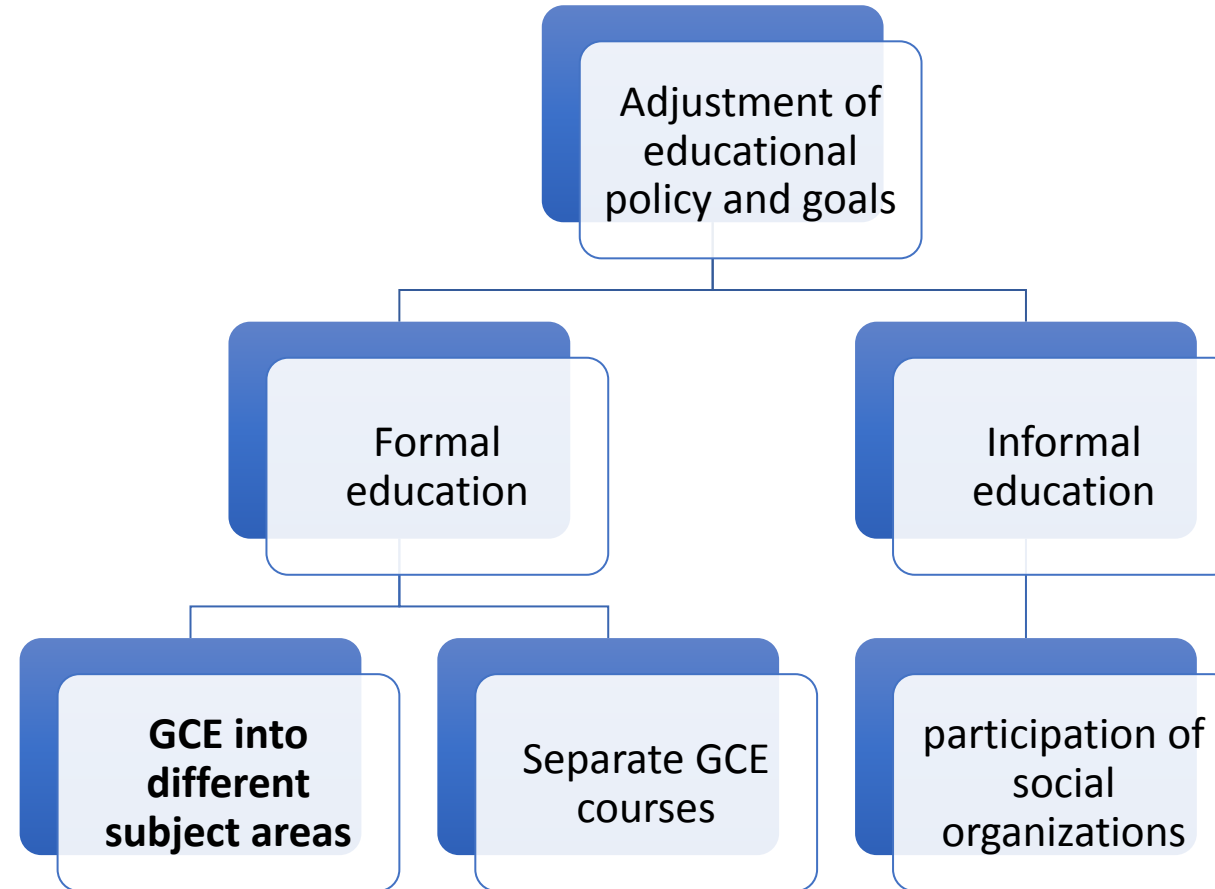 Adjustment of
educational
policy and goals
Formal
education
Informal
education
GCE into
different
subject areas
Separate GCE
courses
participation of
social
organizations